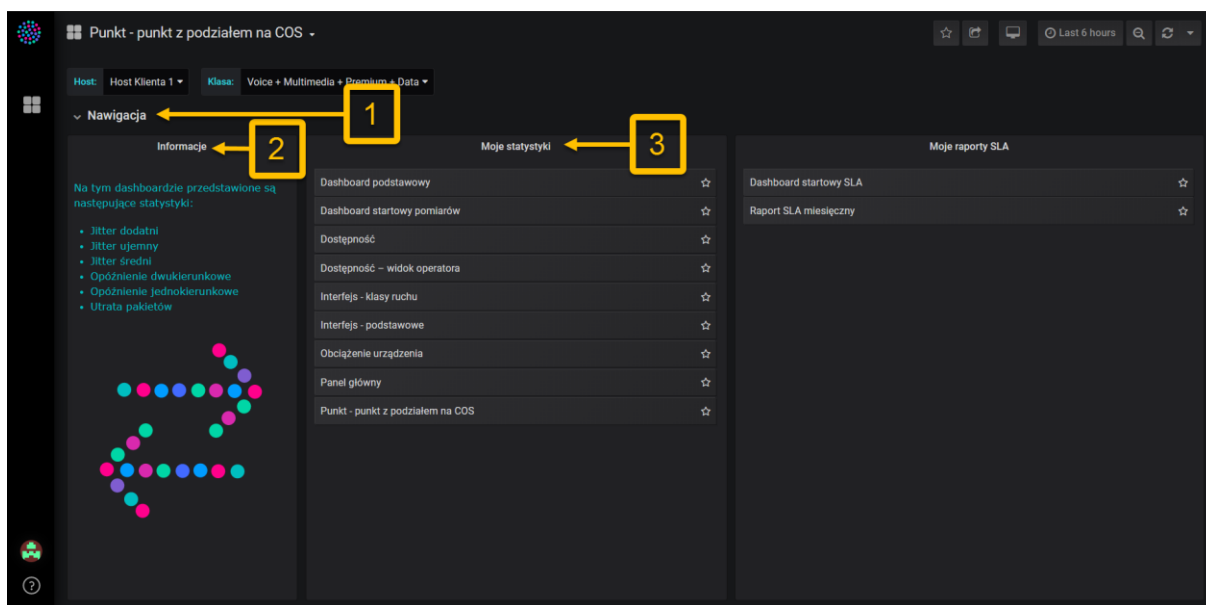 Punkt - punkt z podziałem na COS
Last 6 hours
Host: Host Klienta 1 Klasa: Voice + Multimedia + Premium + Data
Nawigacja
1
Informacje
2
Na tym dashboardzie przedstawione są
następujące statystyki:
• Jitter dodatni
• Jitter ujemny
• Jitter średni
• Opóźnienie dwukierunkowe
• Opóźnienie jednokierunkowe
• Utrata pakietów
Moje statystyki
3
Dashboard podstawowy
Dashboard startowy pomiarów
Dostępność
Dostępność – widok operatora
Interfejs - klasy ruchu
Interfejs - podstawowe
Obciążenie urządzenia
Panel główny
Punkt - punkt z podziałem na COS
Moje raporty SLA
Dashboard startowy SLA
Raport SLA miesięczny
?